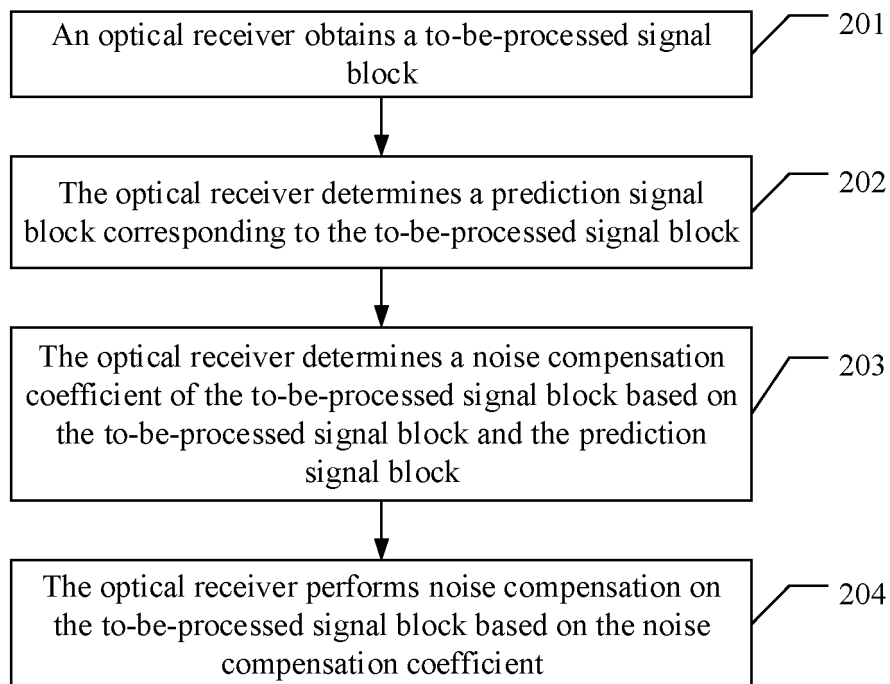 An optical receiver obtains a to-be-processed signal
block
201
The optical receiver determines a prediction signal
block corresponding to the to-be-processed signal block
202
The optical receiver determines a noise compensation
coefficient of the to-be-processed signal block based on
the to-be-processed signal block and the prediction
signal block
203
The optical receiver performs noise compensation on
the to-be-processed signal block based on the noise
compensation coefficient
204